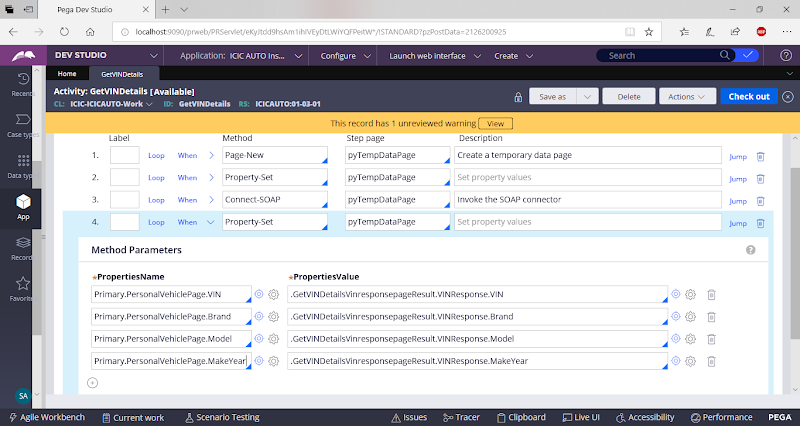 Pega Dev Studio
localhost:9090/prweb/PRServlet/eKyJtdd9hsAm1ihIVEyDtLWiYQFPeitW*/!STANDARD?pzPostData=2126200925
DEV STUDIO Application: ICIC AUTO Ins... Configure Launch web interface Create Search
Home GetVINDetails
Activity: GetVINDetails [Available]
CL: ICIC-ICICAUTO-Work ID: GetVINDetails RS: ICICAUTO:01-03-01
Save as Delete Actions Check out
This record has 1 unreviewed warning View
Recent
Case types
Data typ
App
Record
Favorite
SA
Label Method Step page Description
1. Loop When Page-New pyTempDataPage Create a temporary data page Jump
2. Loop When Property-Set pyTempDataPage Set property values Jump
3. Loop When Connect-SOAP pyTempDataPage Invoke the SOAP connector Jump
4. Loop When Property-Set pyTempDataPage Set property values Jump
Method Parameters
*PropertiesName *PropertiesValue
Primary.PersonalVehiclePage.VIN .GetVINDetailsVinresponsepageResult.VINResponse.VIN
Primary.PersonalVehiclePage.Brand .GetVINDetailsVinresponsepageResult.VINResponse.Brand
Primary.PersonalVehiclePage.Model .GetVINDetailsVinresponsepageResult.VINResponse.Model
Primary.PersonalVehiclePage.MakeYear .GetVINDetailsVinresponsepageResult.VINResponse.MakeYear
Agile Workbench Current work Scenario Testing Issues Tracer Clipboard Live UI Accessibility Performance PEGA